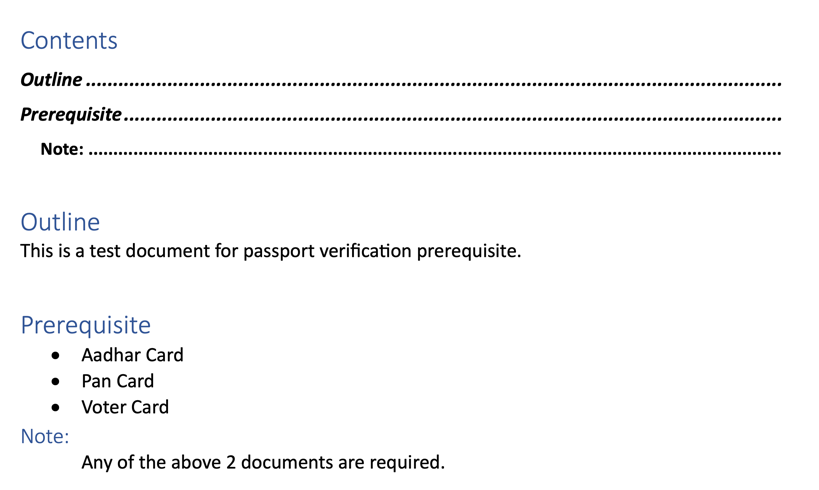 Contents
Outline ................................................................................................................................................
Prerequisite ................................................................................................................................................
Note: ................................................................................................................................................
Outline
This is a test document for passport verification prerequisite.
Prerequisite
• Aadhar Card
• Pan Card
• Voter Card
Note:
Any of the above 2 documents are required.